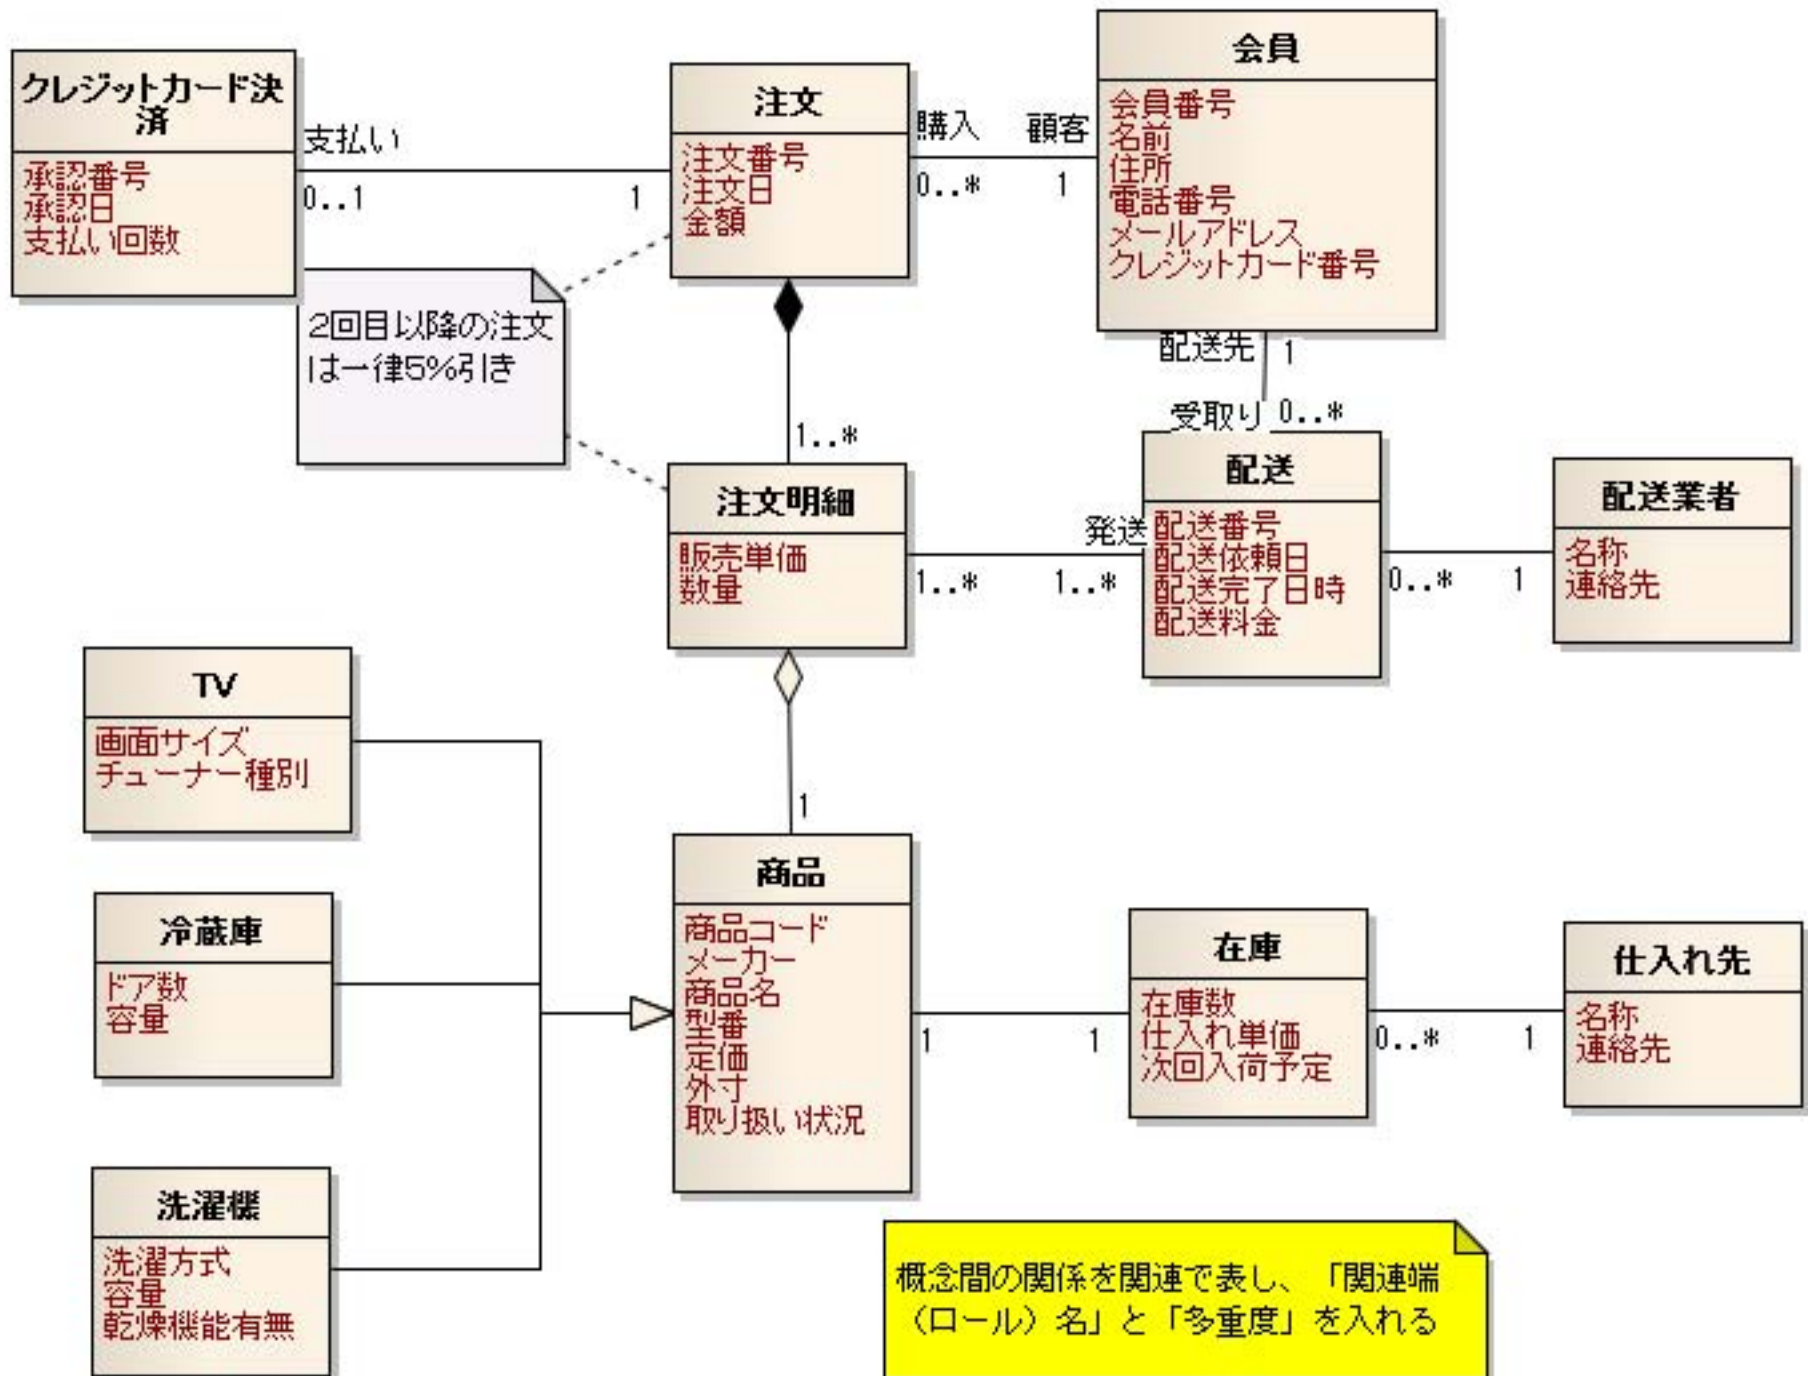 クレジットカード決
済
承認番号
承認日
支払い回数
支払い
0..1
1
注文
注文番号
注文日
金額
購入
顧客
0..*
1
会員
会員番号
名前
住所
電話番号
メールアドレス
クレジットカード番号
2回目以降の注文
は一律5%引き
配送先
1
受取り
0..*
1..*
注文明細
販売単価
数量
発送
1..*
1..*
配送
配送番号
配送依頼日
配送完了日時
配送料金
0..*
1
配送業者
名称
連絡先
TV
画面サイズ
チューナー種別
1
冷蔵庫
ドア数
容量
商品
商品コード
メーカー
商品名
型番
定価
外寸
取り扱い状況
1
1
在庫
在庫数
仕入れ単価
次回入荷予定
0..*
1
仕入れ先
名称
連絡先
洗濯機
洗濯方式
容量
乾燥機能有無
概念間の関係を関連で表し、「関連端
（ロール）名」と「多重度」を入れる